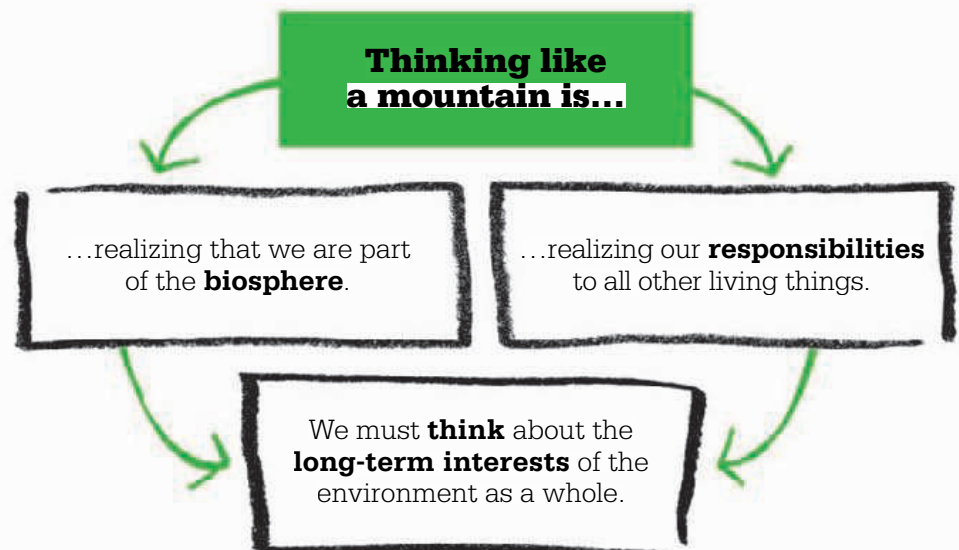 Thinking like
a mountain is...
...realizing that we are part
of the biosphere.
...realizing our responsibilities
to all other living things.
We must think about the
long-term interests of the
environment as a whole.